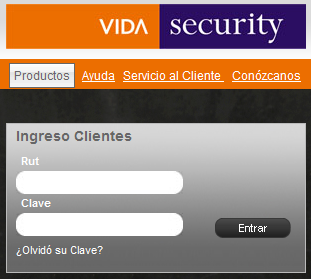 VIDA security
Productos Ayuda Servicio al Cliente Conózcanos
Ingreso Clientes
Rut
Clave
Entrar
¿Olvidó su Clave?